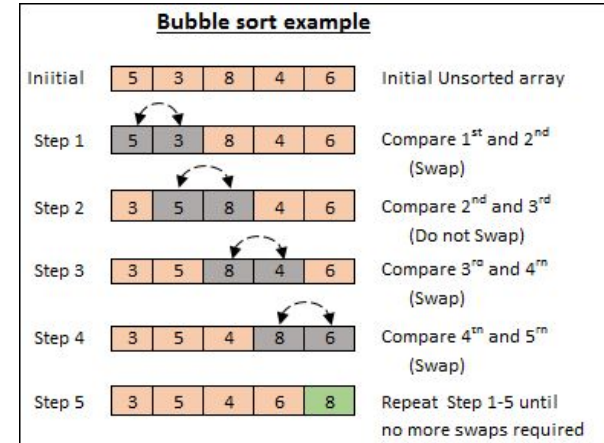 Bubble sort example
Iniitial 5 3 8 4 6 Initial Unsorted array
Step 1 5 3 8 4 6 Compare 1st and 2nd
(Swap)
Step 2 3 5 8 4 6 Compare 2nd and 3rd
(Do not Swap)
Step 3 3 5 8 4 6 Compare 3rd and 4rn
(Swap)
Step 4 3 5 4 8 6 Compare 4tn and 5rn
(Swap)
Step 5 3 5 4 6 8 Repeat Step 1-5 until
no more swaps required